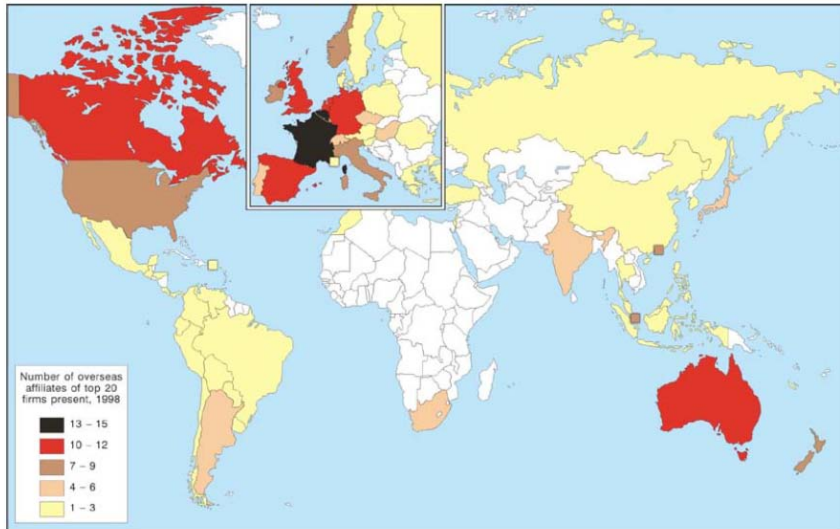 Number of overseas
affiliates of top 20
firms present, 1998
13 – 15
10 – 12
7 – 9
4 – 6
1 – 3